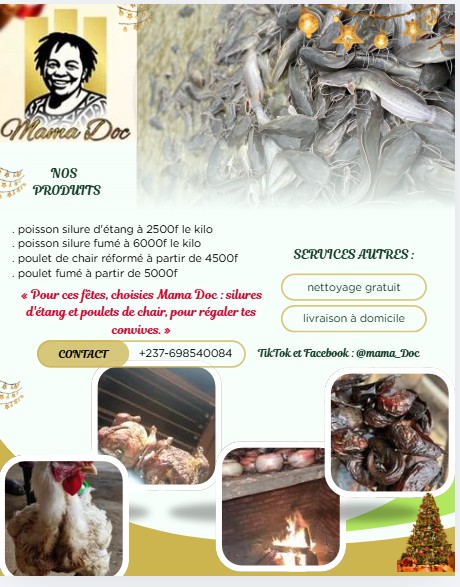 Mama Doc
NOS
PRODUITS
. poisson silure d'étang à 2500f le kilo
. poisson silure fumé à 6000f le kilo
. poulet de chair réformé à partir de 4500f
. poulet fumé à partir de 5000f
« Pour ces fêtes, choisies Mama Doc : silures
d'étang et poulets de chair, pour régaler tes
convives. »
SERVICES AUTRES :
nettoyage gratuit
livraison à domicile
CONTACT
+237-698540084
TikTok et Facebook : @mama_Doc